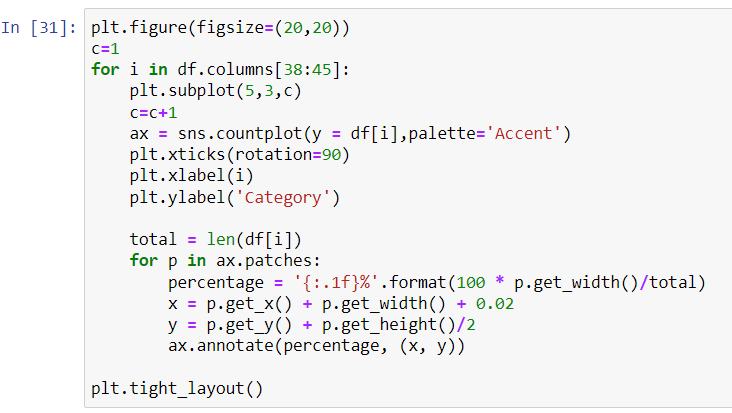 In [31]: plt.figure(figsize=(20,20))
c=1
for i in df.columns[38:45]:
    plt.subplot(5,3,c)
    c=c+1
    ax = sns.countplot(y = df[i],palette='Accent')
    plt.xticks(rotation=90)
    plt.xlabel(i)
    plt.ylabel('Category')

    total = len(df[i])
    for p in ax.patches:
        percentage = '{:.1f}%'.format(100 * p.get_width()/total)
        x = p.get_x() + p.get_width() + 0.02
        y = p.get_y() + p.get_height()/2
        ax.annotate(percentage, (x, y))

plt.tight_layout()